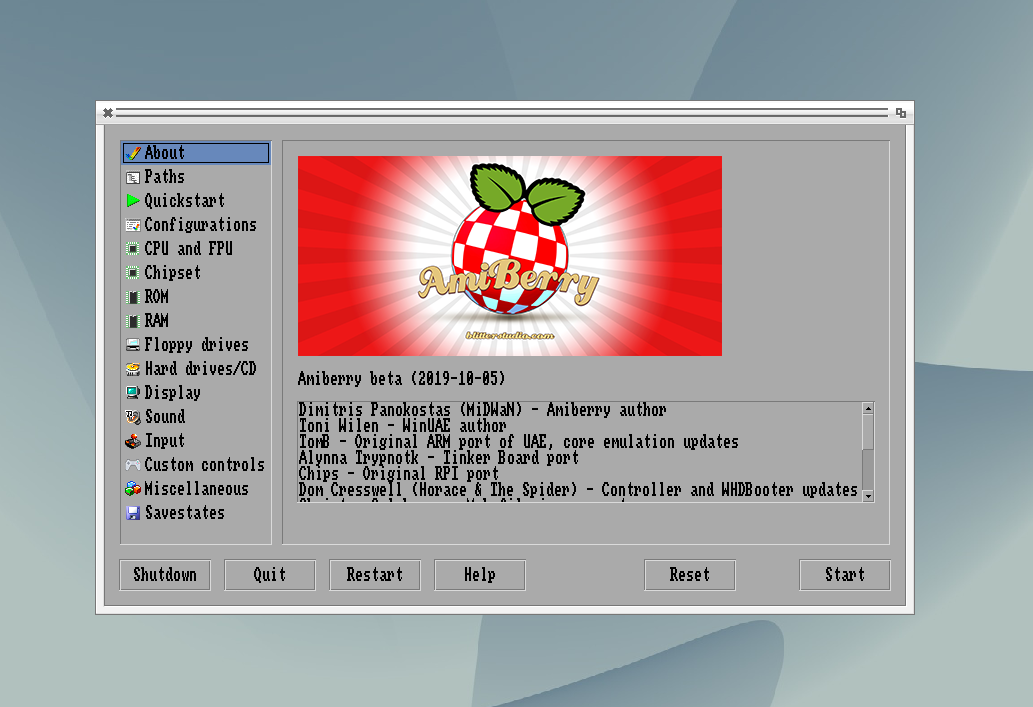 About
Paths
Quickstart
Configurations
CPU and FPU
Chipset
ROM
RAM
Floppy drives
Hard drives/CD
Display
Sound
Input
Custom controls
Miscellaneous
Savestates
AmiBerry
blitterstudio.com
Amiberry beta (2019-10-05)
Dimitris Panokostas (MiDWaN) - Amiberry author
Toni Wilen - WinUAE author
TomB - Original ARM port of UAE, core emulation updates
Alynna Trypnotk - Tinker Board port
Chips - Original RPI port
Dom Cresswell (Horace & The Spider) - Controller and WHDBooter updates
Shutdown
Quit
Restart
Help
Reset
Start